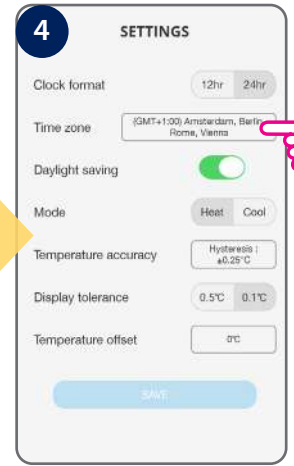 4
SETTINGS
Clock format 12hr 24hr
Time zone (GMT+1:00) Amsterdam, Berlin,
Rome, Vienna
Daylight saving
Mode Heat Cool
Temperature accuracy Hysteresis :
±0.25°C
Display tolerance 0.5°C 0.1°C
Temperature offset 0°C
SAVE